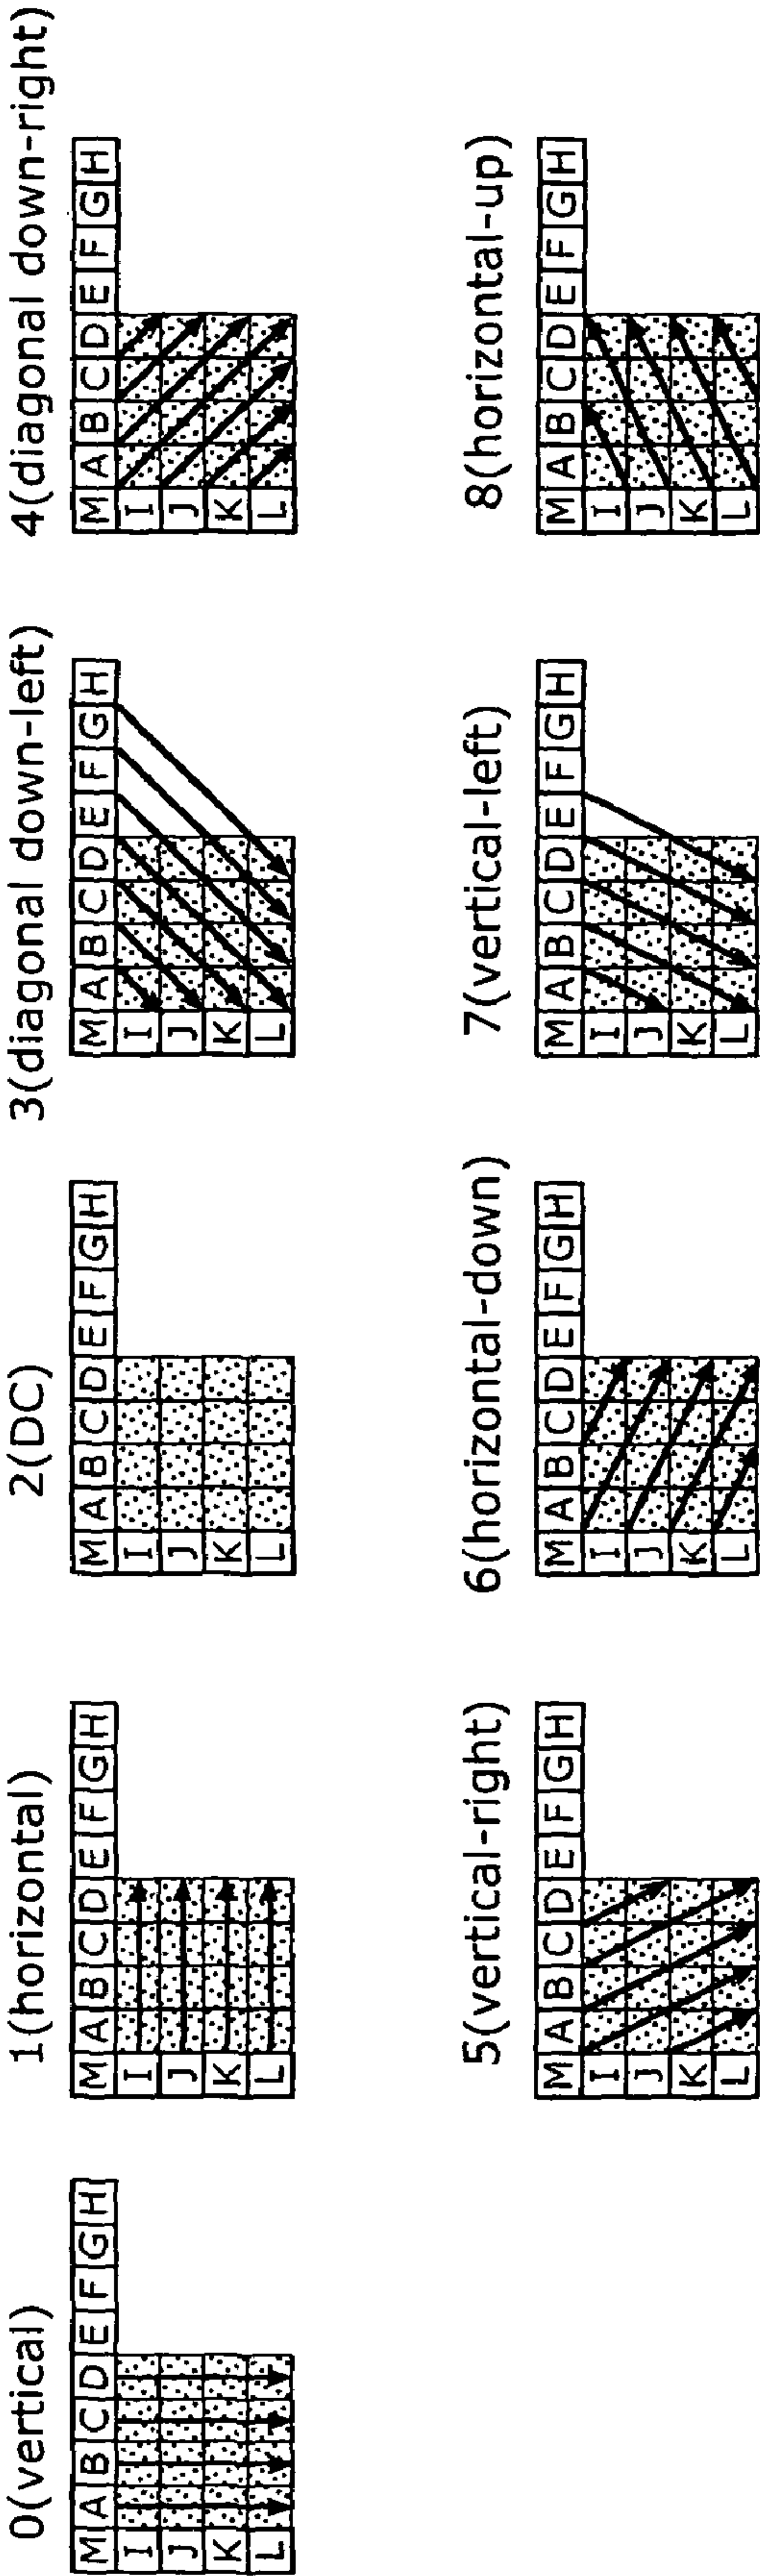 0(vertical)
M A B C D E F G H
I
J
K
L
1(horizontal)
M A B C D E F G H
I
J
K
L
2(DC)
M A B C D E F G H
I
J
K
L
3(diagonal down-left)
M A B C D E F G H
I
J
K
L
4(diagonal down-right)
M A B C D E F G H
I
J
K
L
5(vertical-right)
M A B C D E F G H
I
J
K
L
6(horizontal-down)
M A B C D E F G H
I
J
K
L
7(vertical-left)
M A B C D E F G H
I
J
K
L
8(horizontal-up)
M A B C D E F G H
I
J
K
L